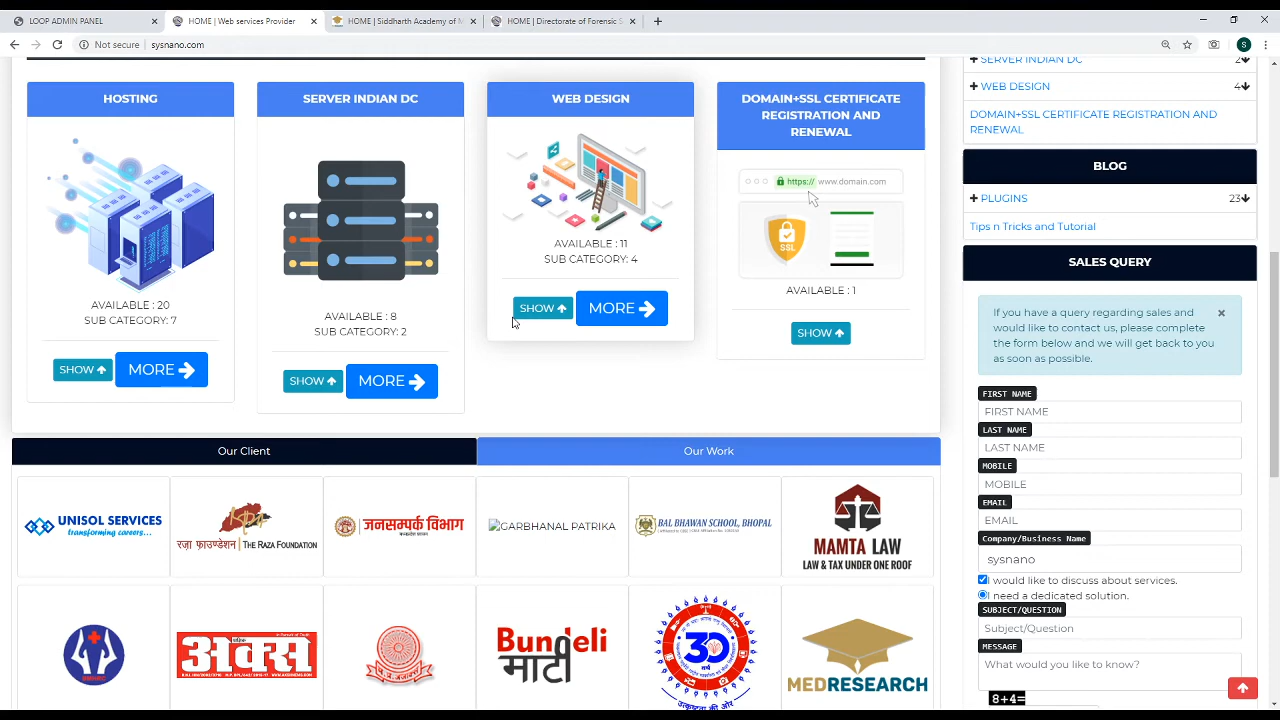 LOOP ADMIN PANEL
HOME | Web services Provider
HOME | Siddharth Academy of M
HOME | Directorate of Forensic S
Not secure
sysnano.com
HOSTING
AVAILABLE : 20
SUB CATEGORY: 7
SHOW
MORE
SERVER INDIAN DC
AVAILABLE : 8
SUB CATEGORY: 2
SHOW
MORE
WEB DESIGN
AVAILABLE : 11
SUB CATEGORY: 4
SHOW
MORE
DOMAIN+SSL CERTIFICATE
REGISTRATION AND
RENEWAL
https:// www.domain.com
SSL
AVAILABLE : 1
SHOW
Our Client
Our Work
UNISOL SERVICES
transforming careers...
रज़ा फ़ाउण्डेशन | THE RAZA FOUNDATION
जनसम्पर्क विभाग
GARBHANAL PATRIKA
BAL BHAWAN SCHOOL, BHOPAL
MAMTA LAW
LAW & TAX UNDER ONE ROOF
अक्स
Bundeli
माटी
30
वर्ष
उत्कृष्टता की ओर
MEDRESEARCH
SERVER INDIAN DC
2
WEB DESIGN
4
DOMAIN+SSL CERTIFICATE REGISTRATION AND
RENEWAL
BLOG
PLUGINS
23
Tips n Tricks and Tutorial
SALES QUERY
If you have a query regarding sales and
would like to contact us, please complete
the form below and we will get back to you
as soon as possible.
FIRST NAME
FIRST NAME
LAST NAME
LAST NAME
MOBILE
MOBILE
EMAIL
EMAIL
Company/Business Name
sysnano
I would like to discuss about services.
I need a dedicated solution.
SUBJECT/QUESTION
Subject/Question
MESSAGE
What would you like to know?
8+4=